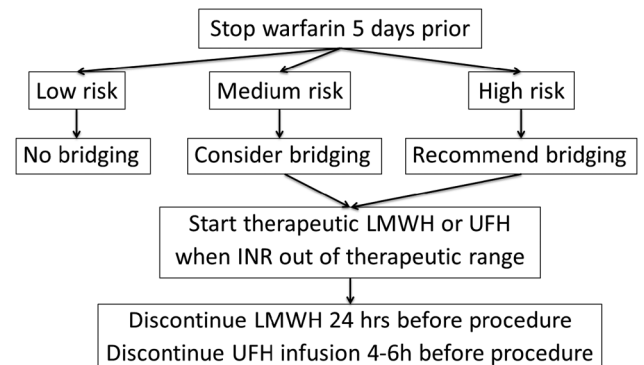 Stop warfarin 5 days prior
Low risk
Medium risk
High risk
No bridging
Consider bridging
Recommend bridging
Start therapeutic LMWH or UFH
when INR out of therapeutic range
Discontinue LMWH 24 hrs before procedure
Discontinue UFH infusion 4-6h before procedure